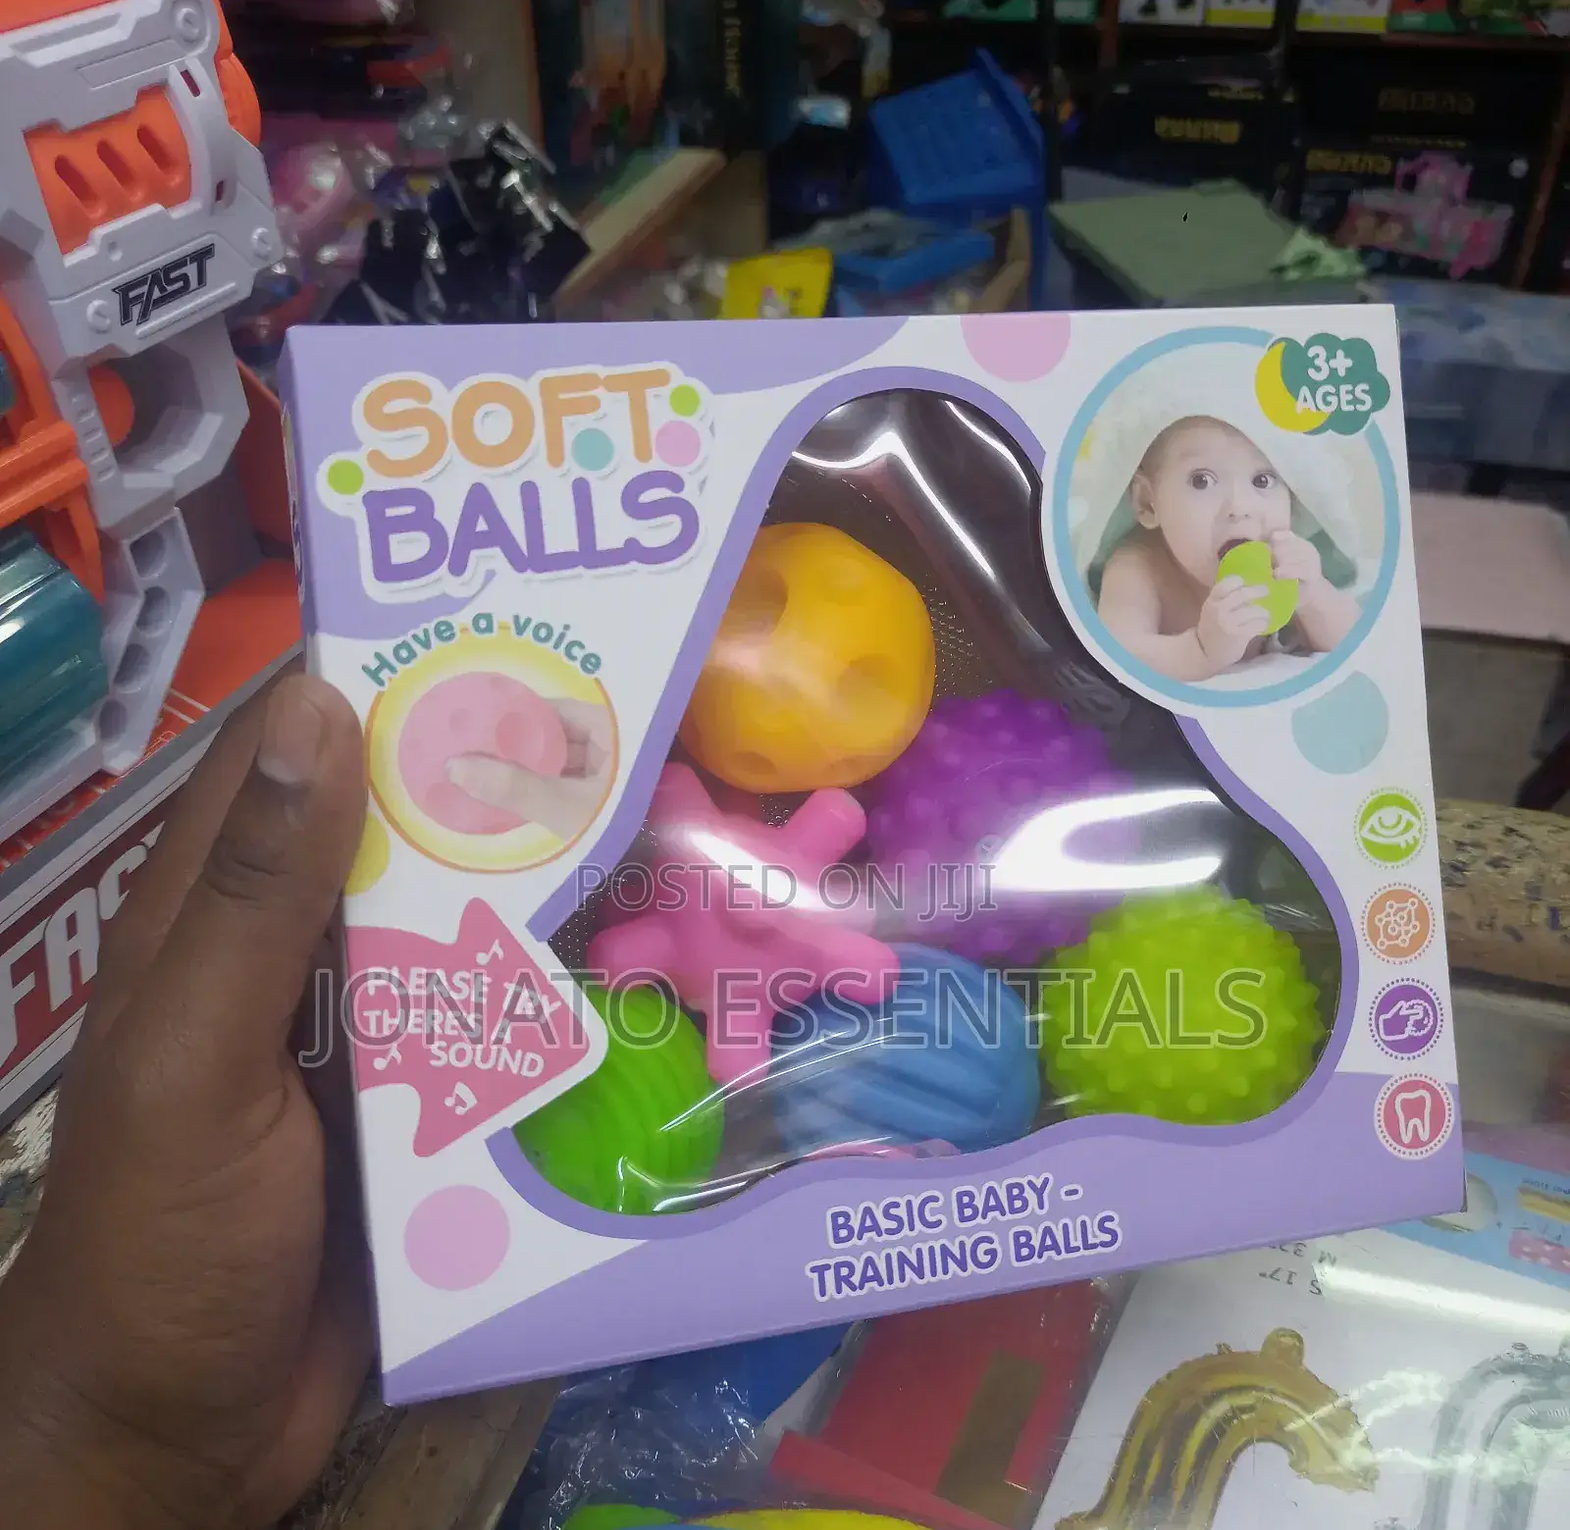 FAST
SOFT
BALLS
Have a voice
3+
AGES
PLEASE TRY
THERE'S A
SOUND
POSTED ON JIJI
JONATO ESSENTIALS
BASIC BABY -
TRAINING BALLS